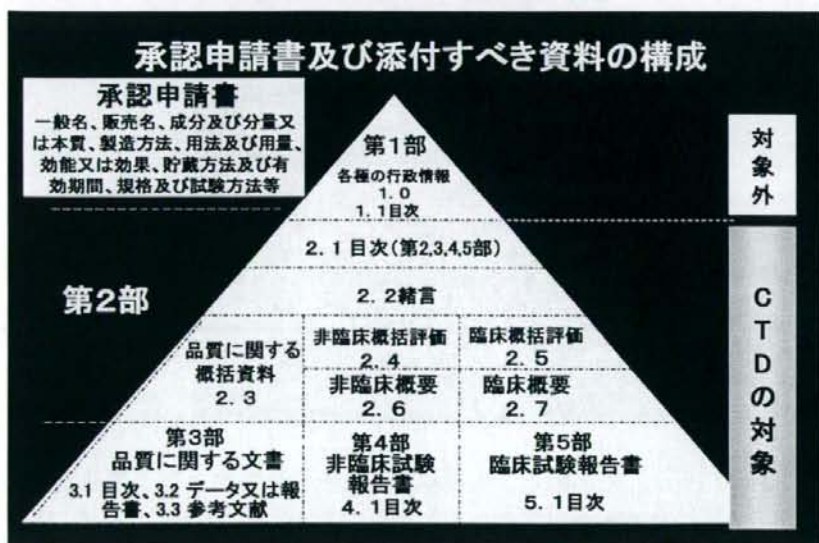 承認申請書及び添付すべき資料の構成
承認申請書
一般名、販売名、成分及び分量又
は本質、製造方法、用法及び用量、
効能又は効果、貯蔵方法及び有
効期間、規格及び試験方法等
第1部
各種の行政情報
1.0
1.1目次
対象外
2.1目次(第2,3,4,5部)
第2部
2.2緒言
品質に関する
概括資料
2.3
非臨床概括評価
2.4
臨床概括評価
2.5
非臨床概要
2.6
臨床概要
2.7
第3部
品質に関する文書
3.1 目次、3.2 データ又は報
告書、3.3 参考文献
第4部
非臨床試験
報告書
4.1目次
第5部
臨床試験報告書
5.1目次
CTDの対象